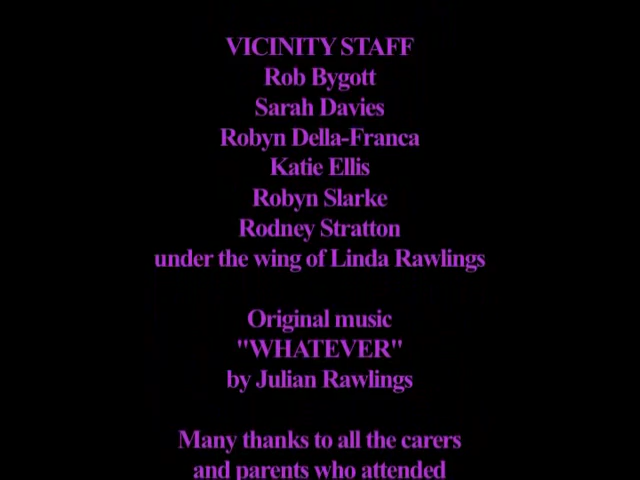 VICINITY STAFF
Rob Bygott
Sarah Davies
Robyn Della-Franca
Katie Ellis
Robyn Slarke
Rodney Stratton
under the wing of Linda Rawlings
Original music
"WHATEVER"
by Julian Rawlings
Many thanks to all the carers
and parents who attended